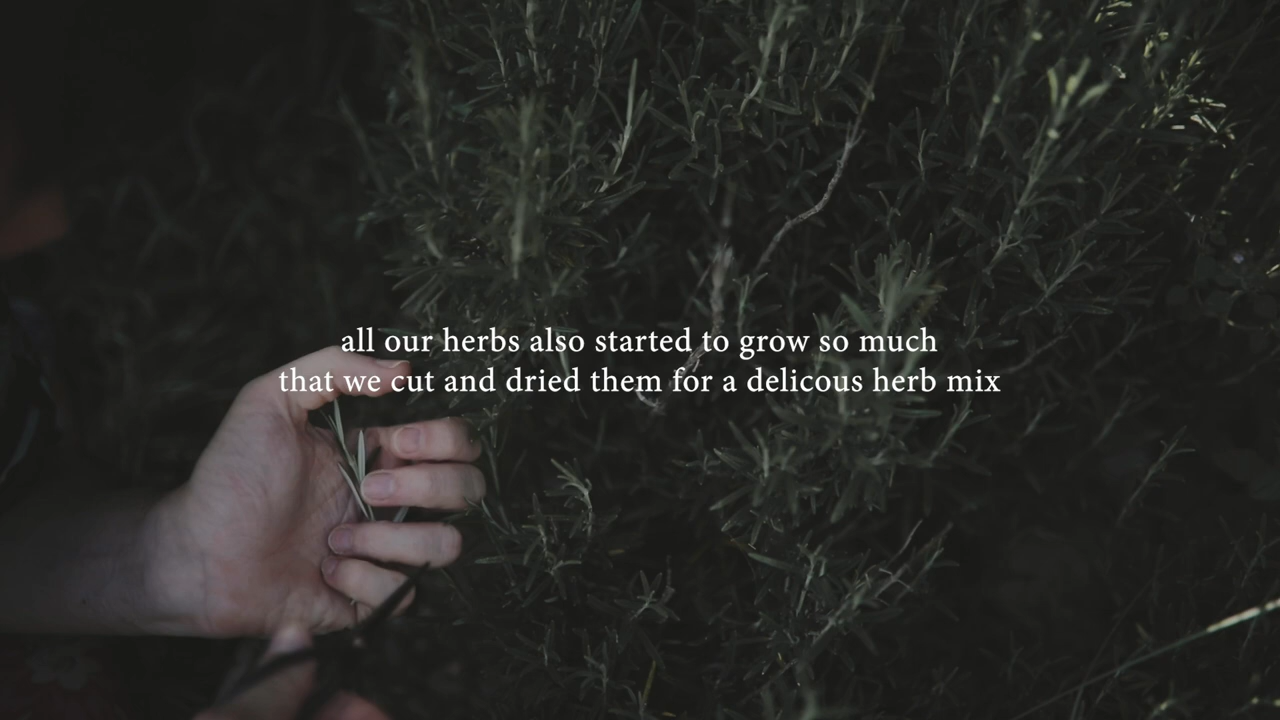 all our herbs also started to grow so much
that we cut and dried them for a delicous herb mix